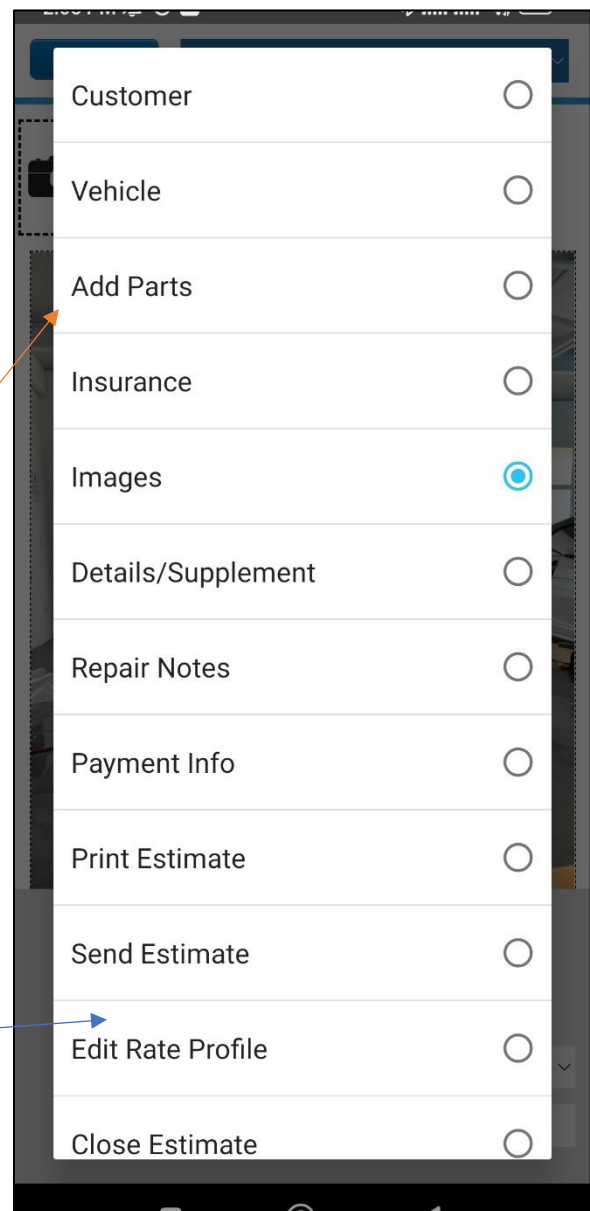 Customer
Vehicle
Add Parts
Insurance
Images
Details/Supplement
Repair Notes
Payment Info
Print Estimate
Send Estimate
Edit Rate Profile
Close Estimate